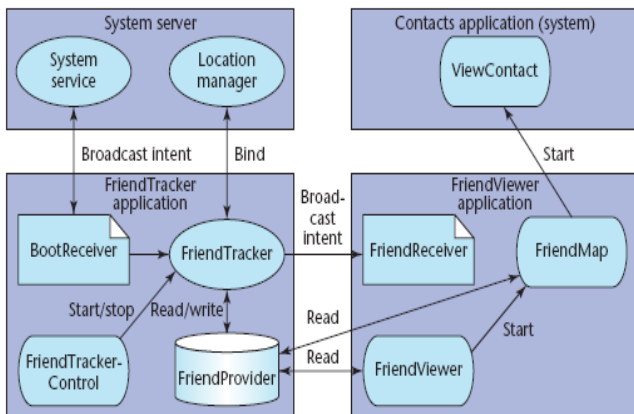 System server
System
service
Location
manager
Contacts application (system)
ViewContact
Broadcast intent
Bind
Start
FriendTracker
application
BootReceiver
FriendTracker
Broad-
cast
intent
FriendViewer
application
FriendReceiver
FriendMap
Start/stop
Read/write
Read
Start
FriendTracker-
Control
FriendProvider
Read
FriendViewer